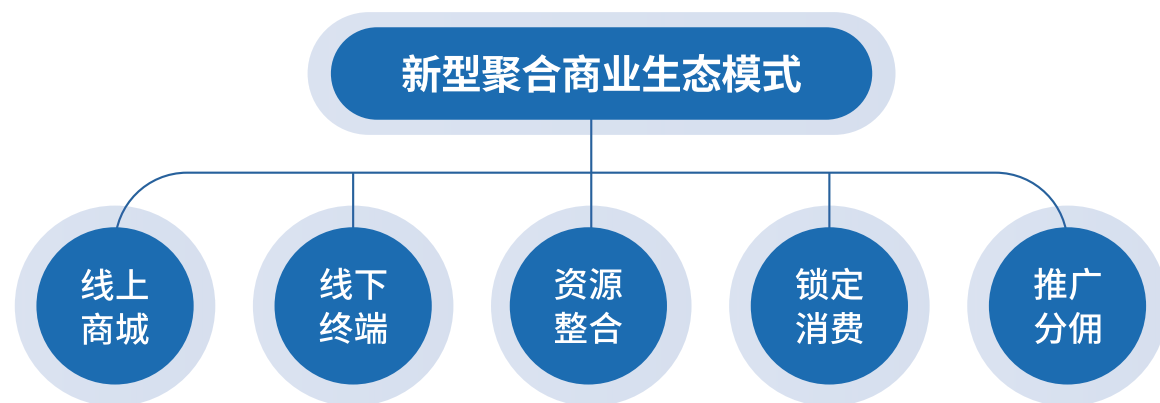 新型聚合商业生态模式
线上
商城
线下
终端
资源
整合
锁定
消费
推广
分佣